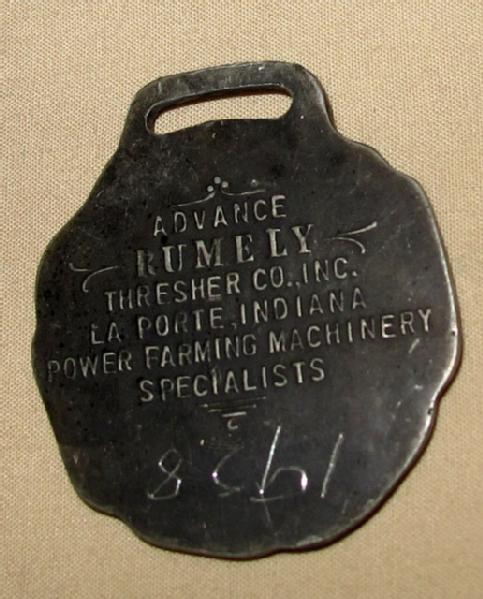 ADVANCE
RUMELY
THRESHER CO., INC.
LA PORTE, INDIANA
POWER FARMING MACHINERY
SPECIALISTS